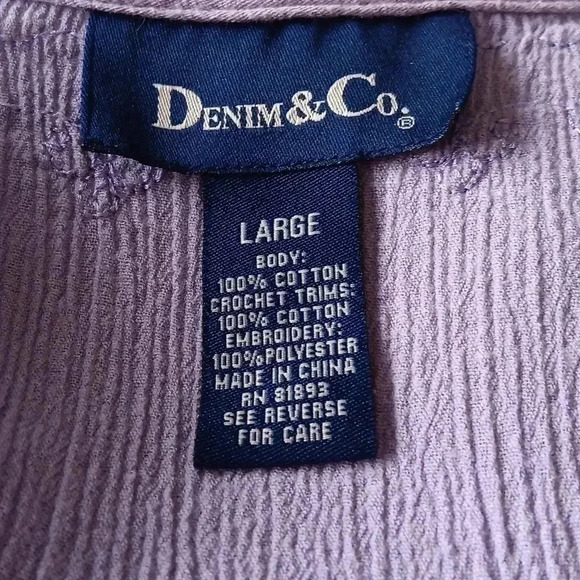 DENIM & CO.®
LARGE
BODY:
100% COTTON
CROCHET TRIMS:
100% COTTON
EMBROIDERY:
100% POLYESTER
MADE IN CHINA
RN 31893
SEE REVERSE
FOR CARE